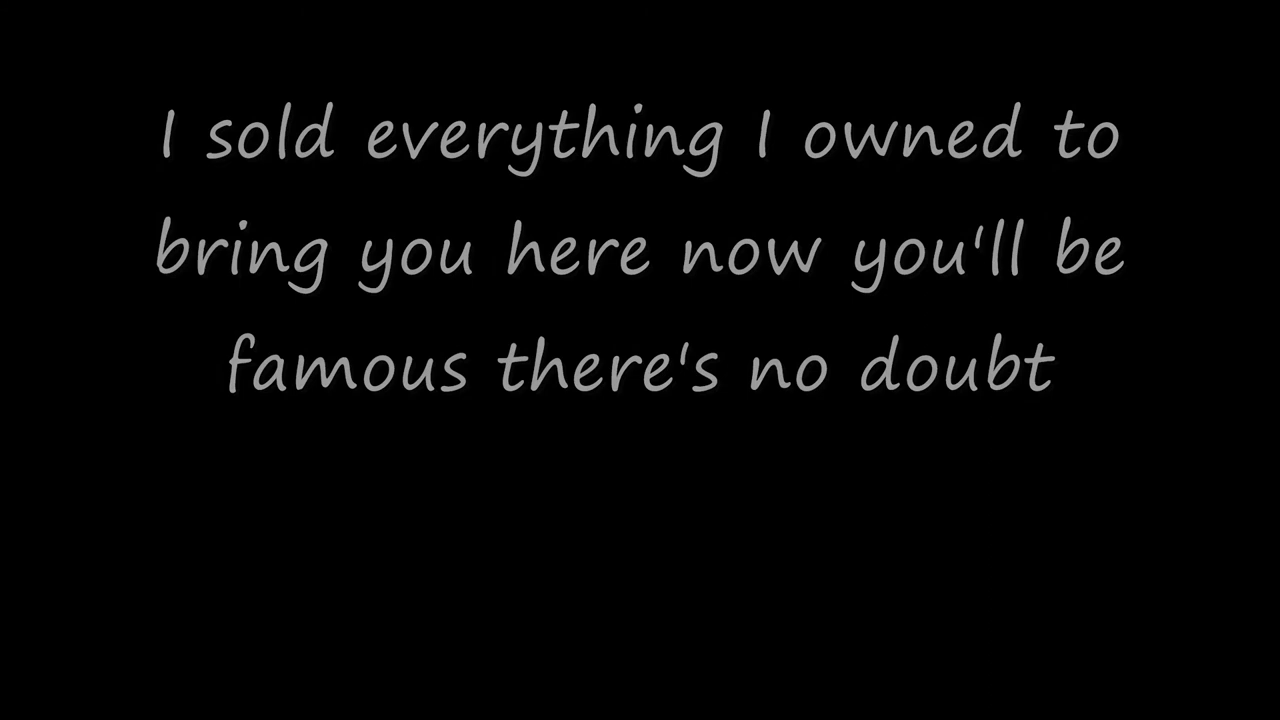 I sold everything I owned to
bring you here now you'll be
famous there's no doubt